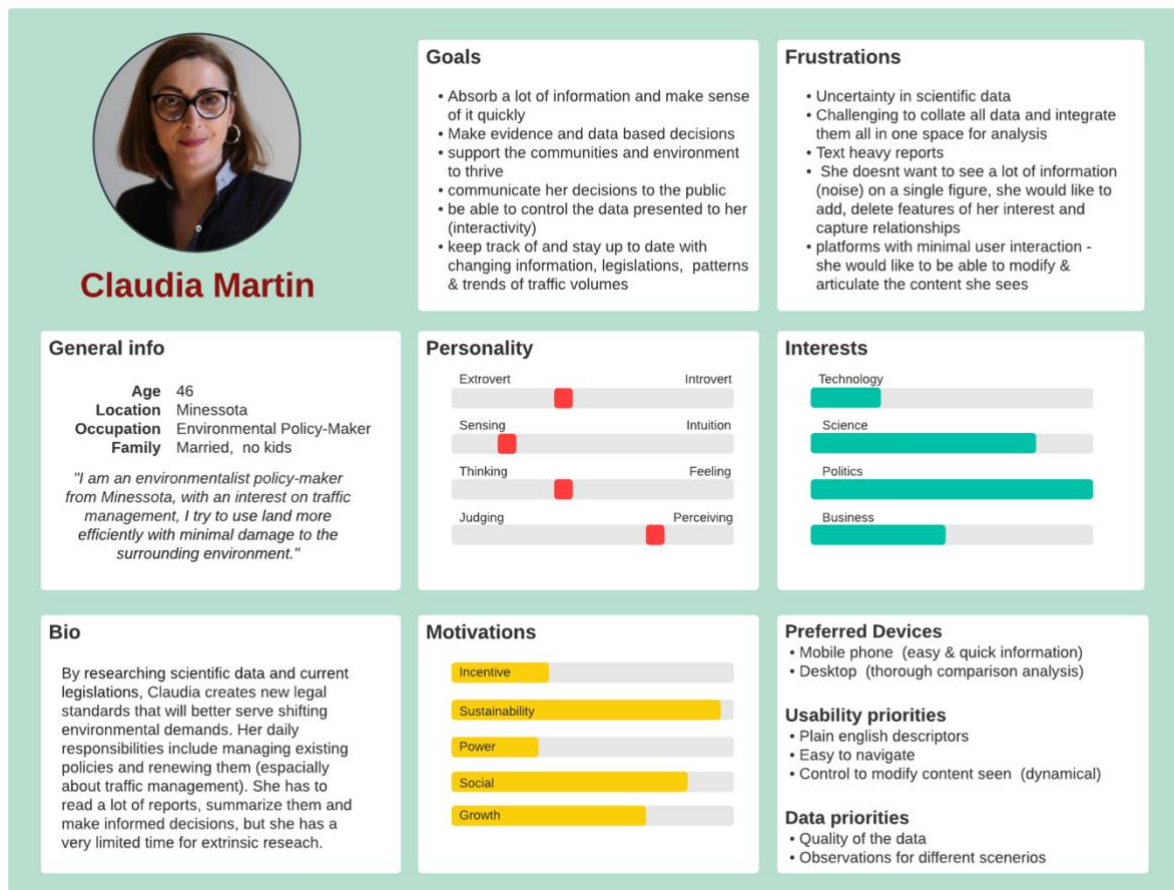 Claudia Martin
Goals
• Absorb a lot of information and make sense
of it quickly
• Make evidence and data based decisions
• support the communities and environment
to thrive
• communicate her decisions to the public
• be able to control the data presented to her
(interactivity)
• keep track of and stay up to date with
changing information, legislations, patterns
& trends of traffic volumes
Frustrations
• Uncertainty in scientific data
• Challenging to collate all data and integrate
them all in one space for analysis
• Text heavy reports
• She doesnt want to see a lot of information
(noise) on a single figure, she would like to
add, delete features of her interest and
capture relationships
• platforms with minimal user interaction -
she would like to be able to modify &
articulate the content she sees
General info
Age 46
Location Minessota
Occupation Environmental Policy-Maker
Family Married, no kids
"I am an environmentalist policy-maker
from Minessota, with an interest on traffic
management, I try to use land more
efficiently with minimal damage to the
surrounding environment."
Personality
Extrovert Introvert
Sensing Intuition
Thinking Feeling
Judging Perceiving
Interests
Technology
Science
Politics
Business
Bio
By researching scientific data and current
legislations, Claudia creates new legal
standards that will better serve shifting
environmental demands. Her daily
responsibilities include managing existing
policies and renewing them (espacially
about traffic management). She has to
read a lot of reports, summarize them and
make informed decisions, but she has a
very limited time for extrinsic reseach.
Motivations
Incentive
Sustainability
Power
Social
Growth
Preferred Devices
• Mobile phone (easy & quick information)
• Desktop (thorough comparison analysis)
Usability priorities
• Plain english descriptors
• Easy to navigate
• Control to modify content seen (dynamical)
Data priorities
• Quality of the data
• Observations for different scenerios